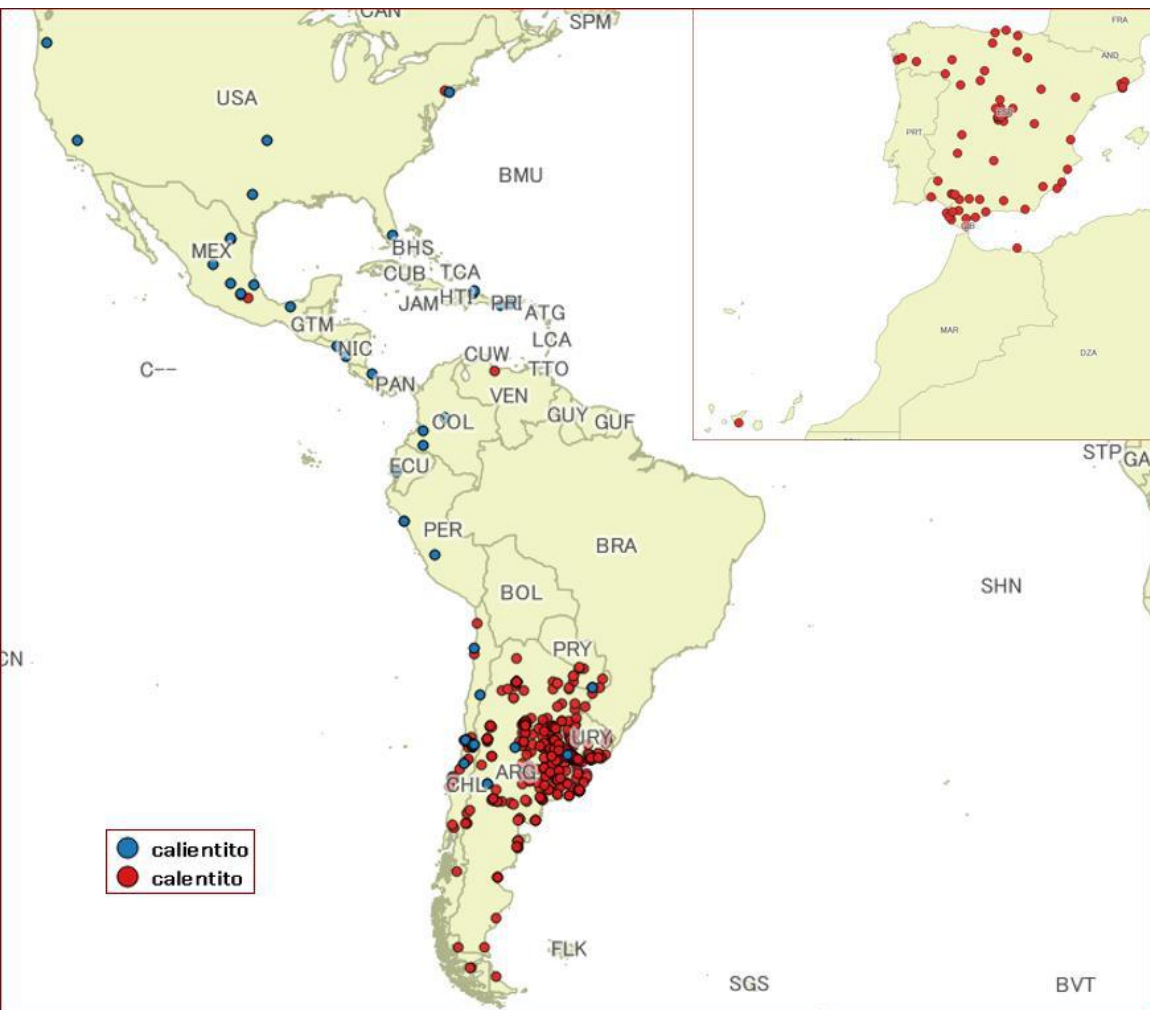 CAN
SPM
FRA
AND
USA
PRT
BMU
MEX
BHS
CUB TCA
JAM HTI PRI ATG
GTM
LCA
NIC
CUW
TTO
C--
PAN
VEN
MAR
DZA
COL
GUY GUF
ECU
STP GA
PER
BRA
BOL
SHN
CN
PRY
URY
ARG
CHL
calientito
calentito
FLK
SGS
BVT